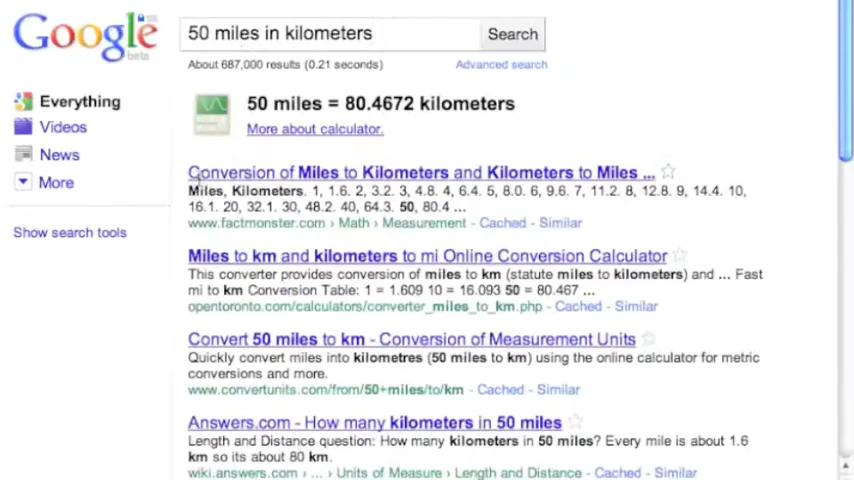 Google
beta
50 miles in kilometers
Search
About 687,000 results (0.21 seconds)
Advanced search
Everything
Videos
News
More
Show search tools
50 miles = 80.4672 kilometers
More about calculator.
Conversion of Miles to Kilometers and Kilometers to Miles ...
Miles, Kilometers. 1, 1.6. 2, 3.2. 3, 4.8. 4, 6.4. 5, 8.0. 6, 9.6. 7, 11.2. 8, 12.8. 9, 14.4. 10,
16.1. 20, 32.1. 30, 48.2. 40, 64.3. 50, 80.4 ...
www.factmonster.com › Math › Measurement - Cached - Similar
Miles to km and kilometers to mi Online Conversion Calculator
This converter provides conversion of miles to km (statute miles to kilometers) and ... Fast
mi to km Conversion Table: 1 = 1.609 10 = 16.093 50 = 80.467 ...
opentoronto.com/calculators/converter_miles_to_km.php - Cached - Similar
Convert 50 miles to km - Conversion of Measurement Units
Quickly convert miles into kilometres (50 miles to km) using the online calculator for metric
conversions and more.
www.convertunits.com/from/50+miles/to/km - Cached - Similar
Answers.com - How many kilometers in 50 miles
Length and Distance question: How many kilometers in 50 miles? Every mile is about 1.6
km so its about 80 km.
wiki.answers.com › ... › Units of Measure › Length and Distance - Cached - Similar